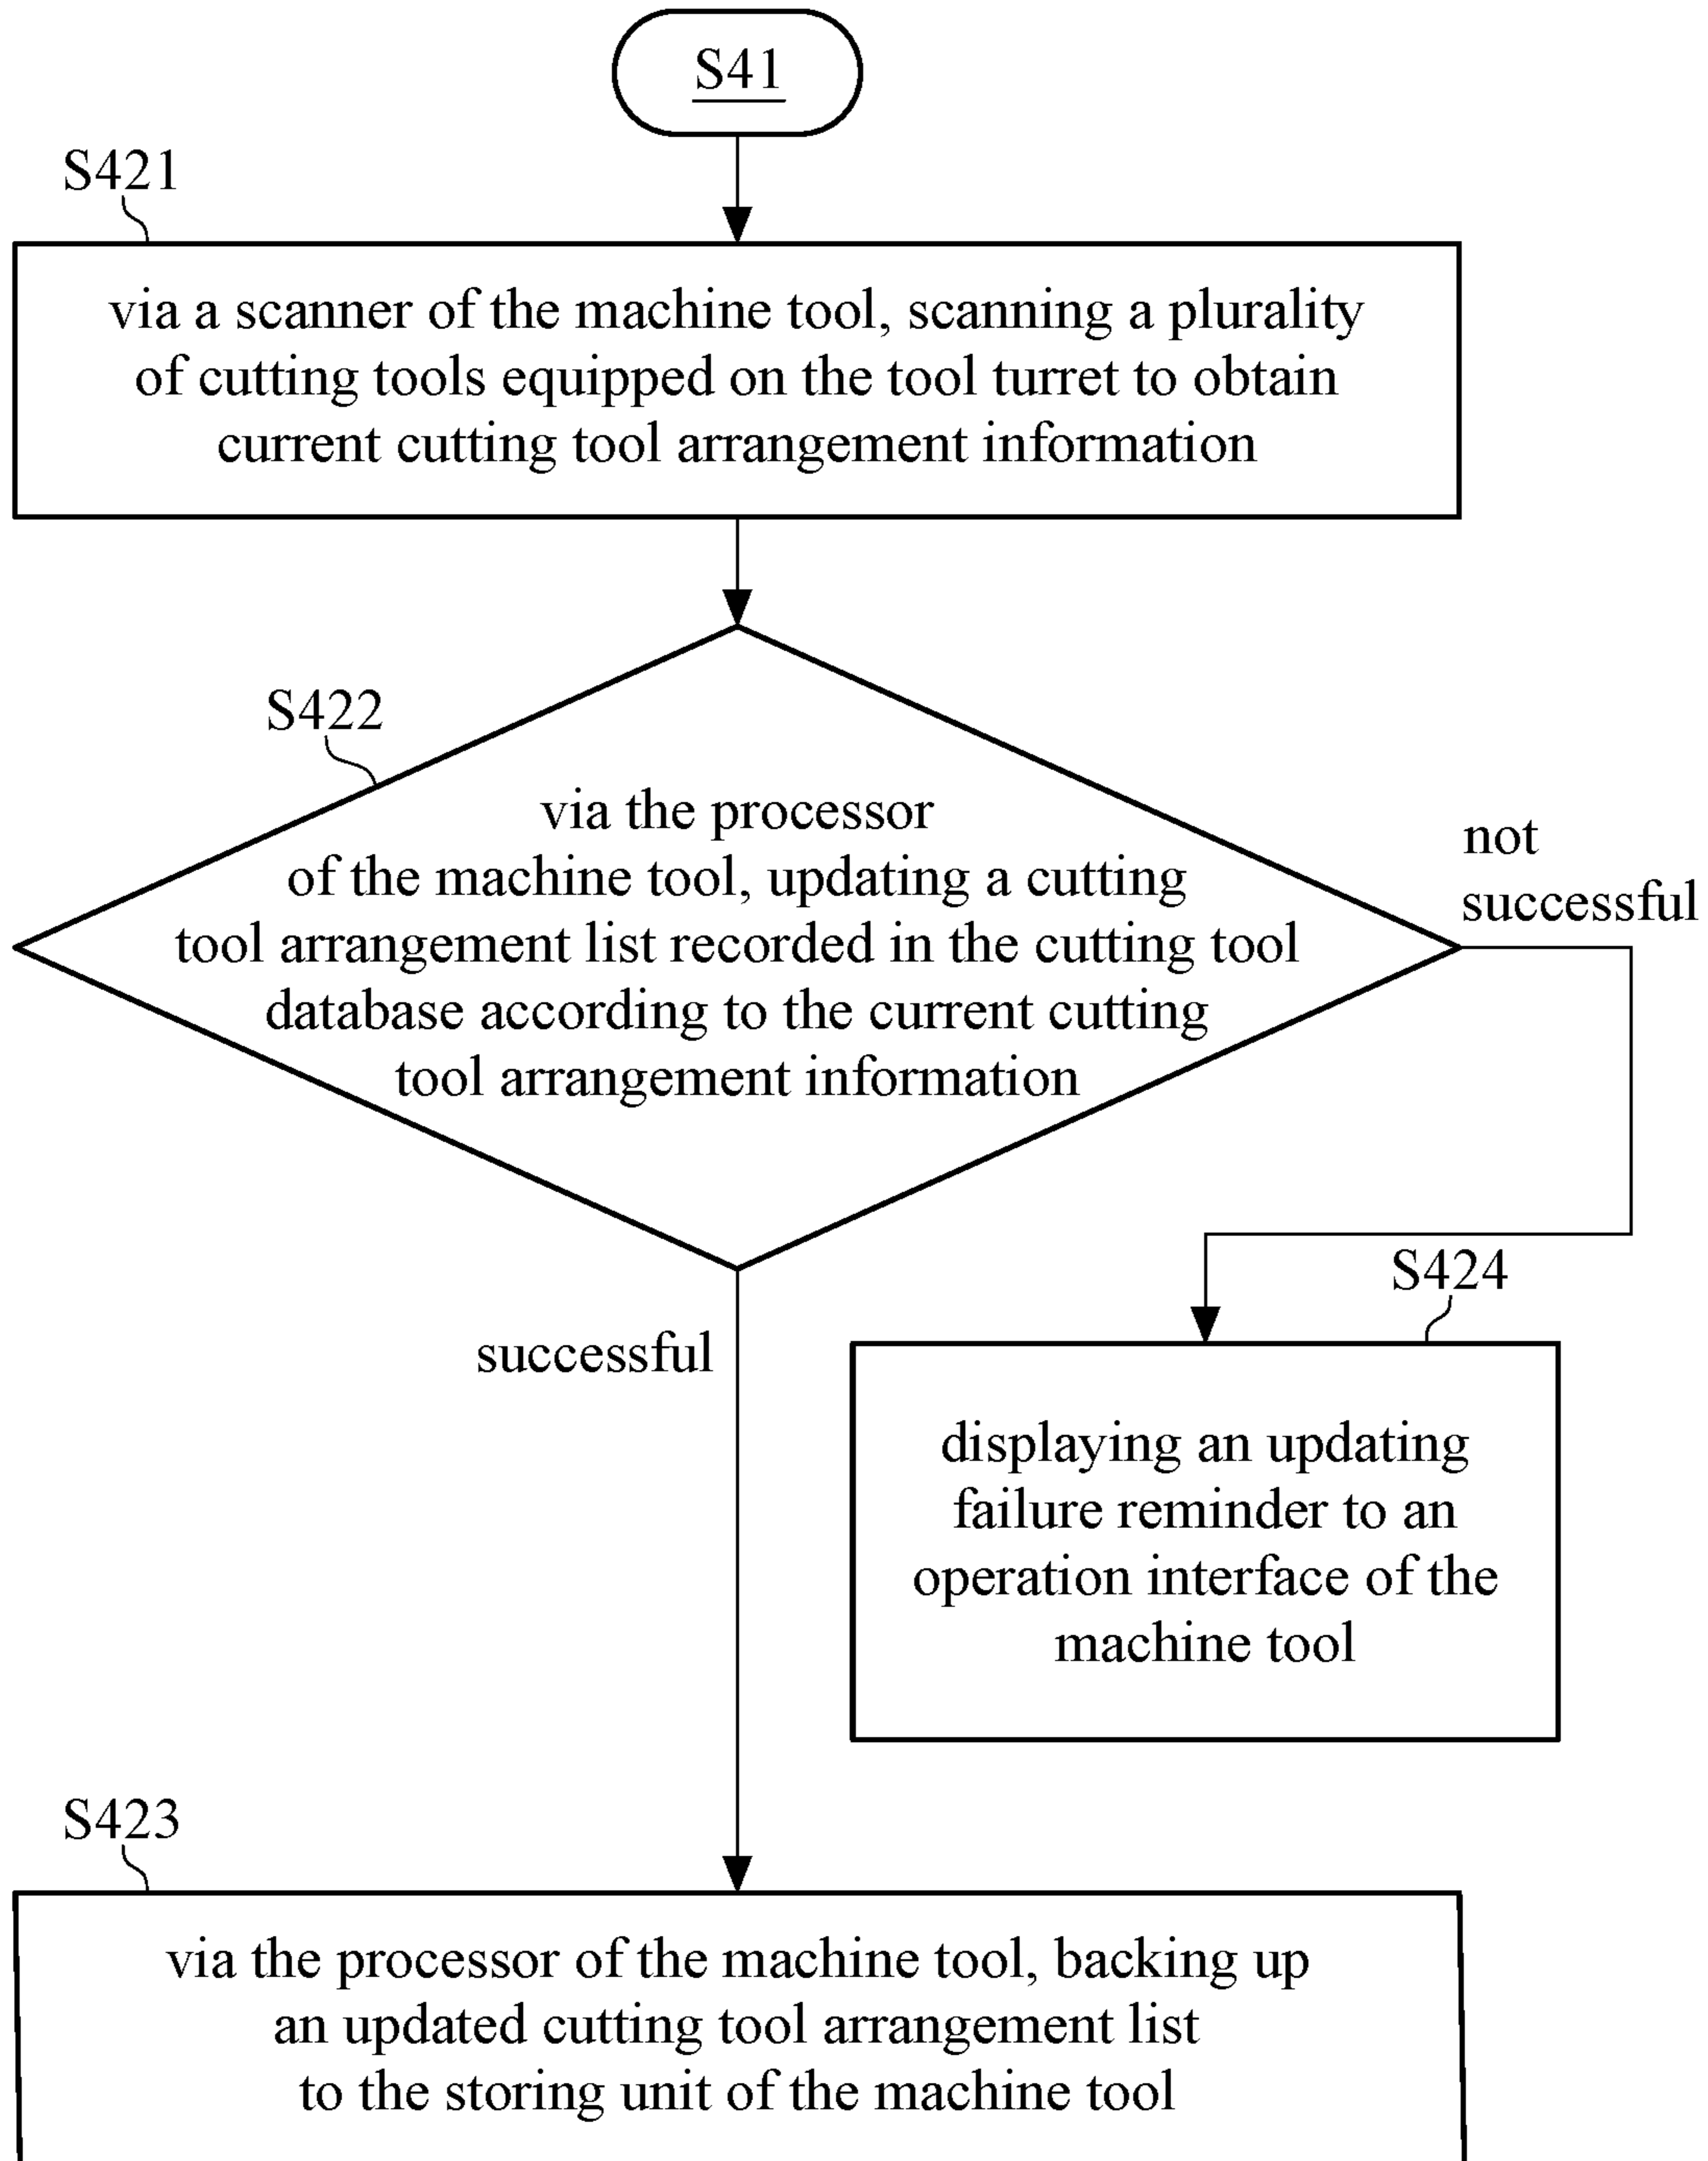 S41
S421
via a scanner of the machine tool, scanning a plurality
of cutting tools equipped on the tool turret to obtain
current cutting tool arrangement information
S422
via the processor
of the machine tool, updating a cutting
tool arrangement list recorded in the cutting tool
database according to the current cutting
tool arrangement information
not
successful
successful
S424
displaying an updating
failure reminder to an
operation interface of the
machine tool
S423
via the processor of the machine tool, backing up
an updated cutting tool arrangement list
to the storing unit of the machine tool